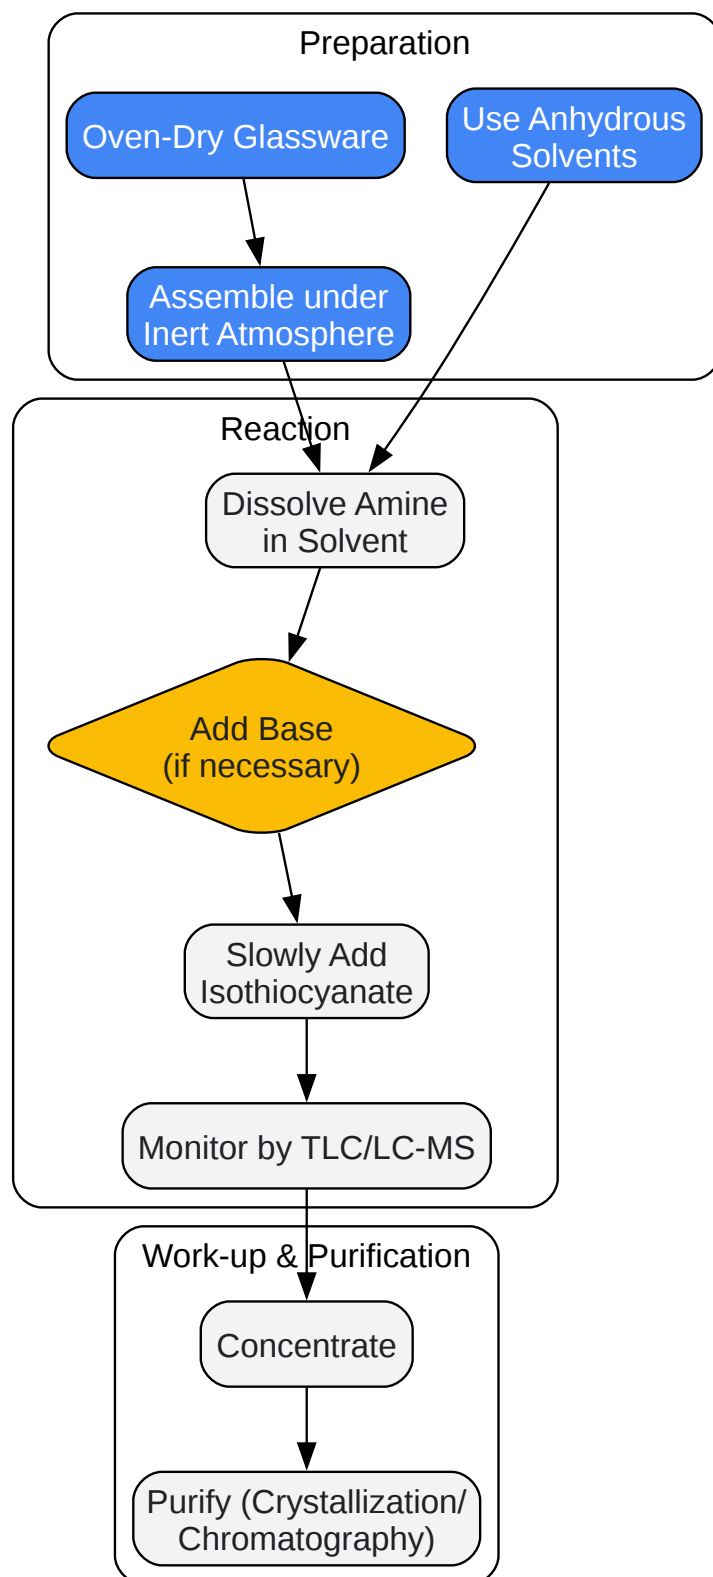 Preparation
Oven-Dry Glassware
Use Anhydrous
Solvents
Assemble under
Inert Atmosphere
Reaction
Dissolve Amine
in Solvent
Add Base
(if necessary)
Slowly Add
Isothiocyanate
Monitor by TLC/LC-MS
Work-up & Purification
Concentrate
Purify (Crystallization/
Chromatography)